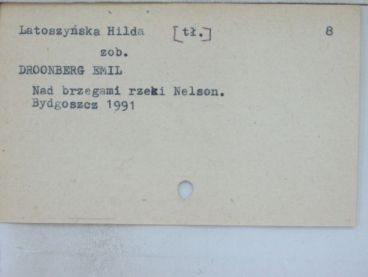 Latoszyńska Hilda [tł.] 8
zob.
DROONBERG EMIL
Nad brzegami rzeki Nelson.
Bydgoszcz 1991